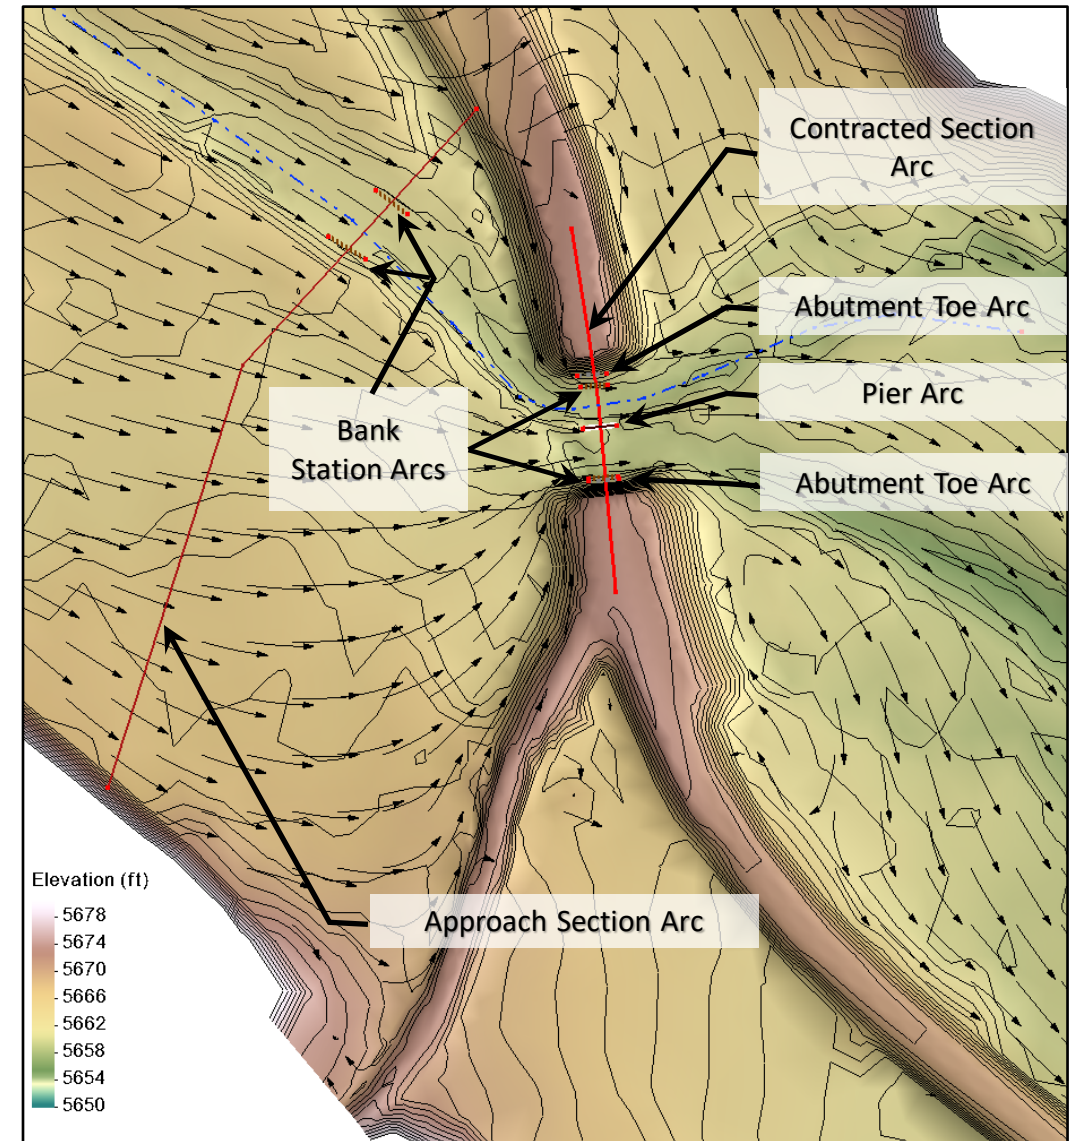 Contracted Section
Arc
Abutment Toe Arc
Pier Arc
Bank
Station Arcs
Abutment Toe Arc
Approach Section Arc
Elevation (ft)
5678
5674
5670
5666
5662
5658
5654
5650